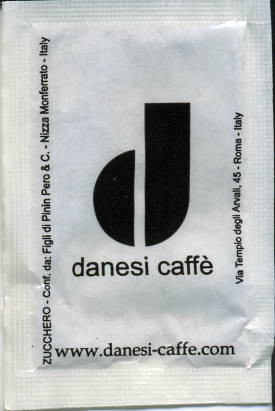 ZUCCHERO - Conf. da: Figli di Pinin Pero & C. - Nizza Monferrato - Italy
d
danesi caffè
Via Tempio degli Arvali, 45 - Roma - Italy
www.danesi-caffe.com